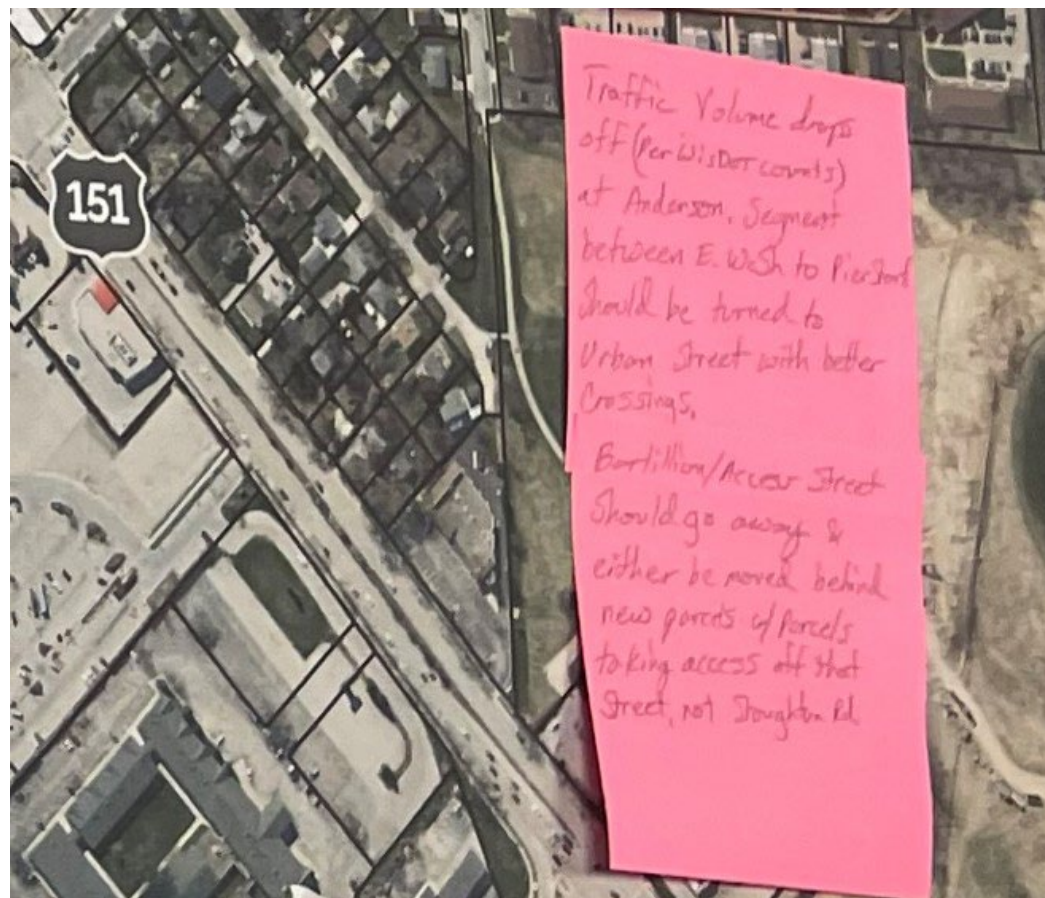 151
Traffic Volume drops
off (Per WisDOT counts)
at Anderson. Segment
between E. Wash to Pierstorf
Should be turned to
Urban Street with better
Crossings.
Bartillion/Access Street
Should go away &
either be moved behind
new parcels w/ parcels
taking access off that
Street, not Stoughton Rd